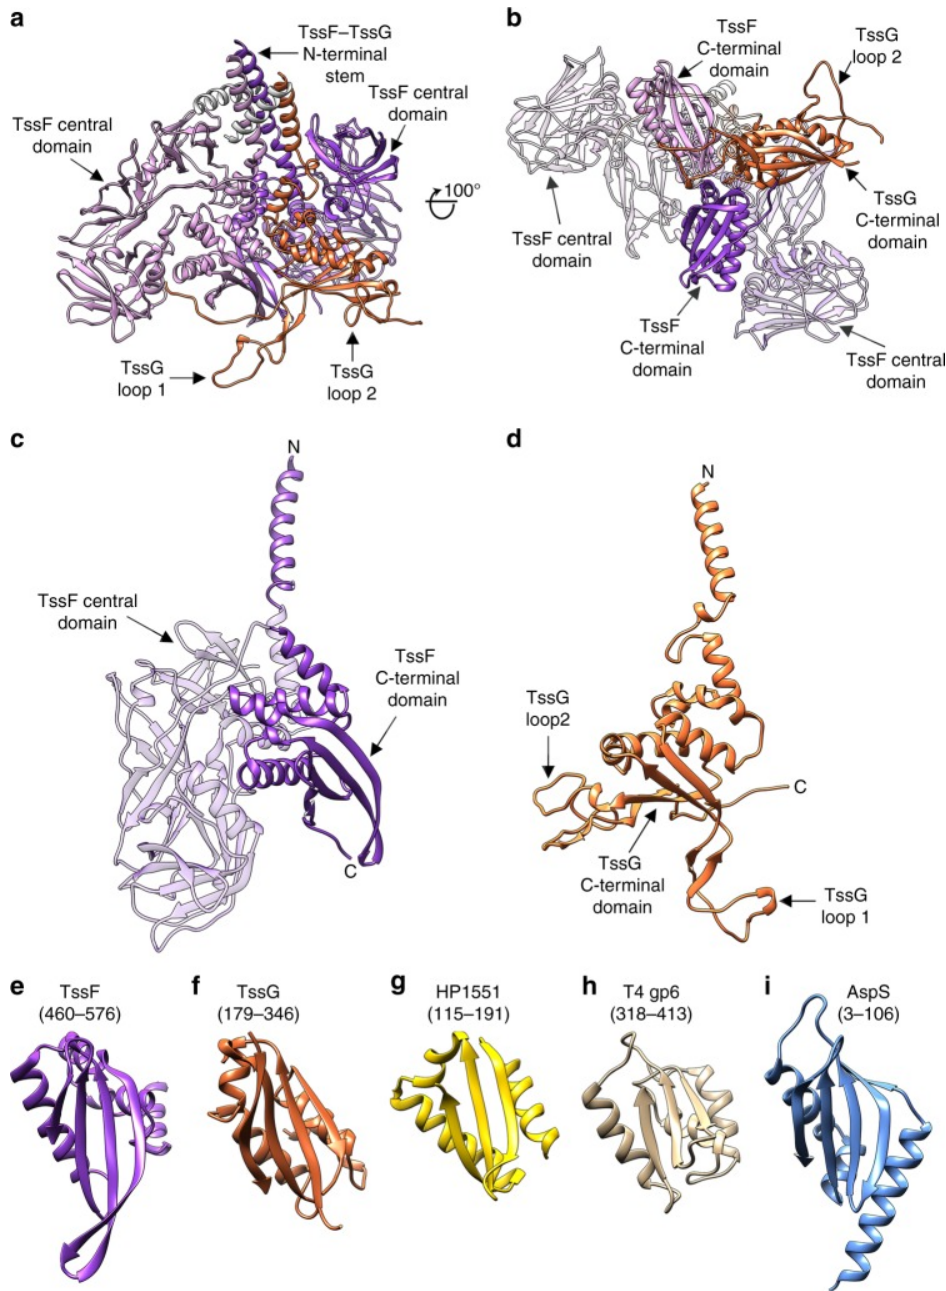 a
TssF–TssG
N-terminal
stem
TssF central
domain
TssF central
domain
100°
TssG
loop 1
TssG
loop 2
b
TssF
C-terminal
domain
TssG
loop 2
TssF central
domain
TssG
C-terminal
domain
TssF
C-terminal
domain
TssF central
domain
c
N
TssF central
domain
TssF
C-terminal
domain
C
d
N
TssG
loop2
C
TssG
C-terminal
domain
TssG
loop 1
e
TssF
(460–576)
f
TssG
(179–346)
g
HP1551
(115–191)
h
T4 gp6
(318–413)
i
AspS
(3–106)